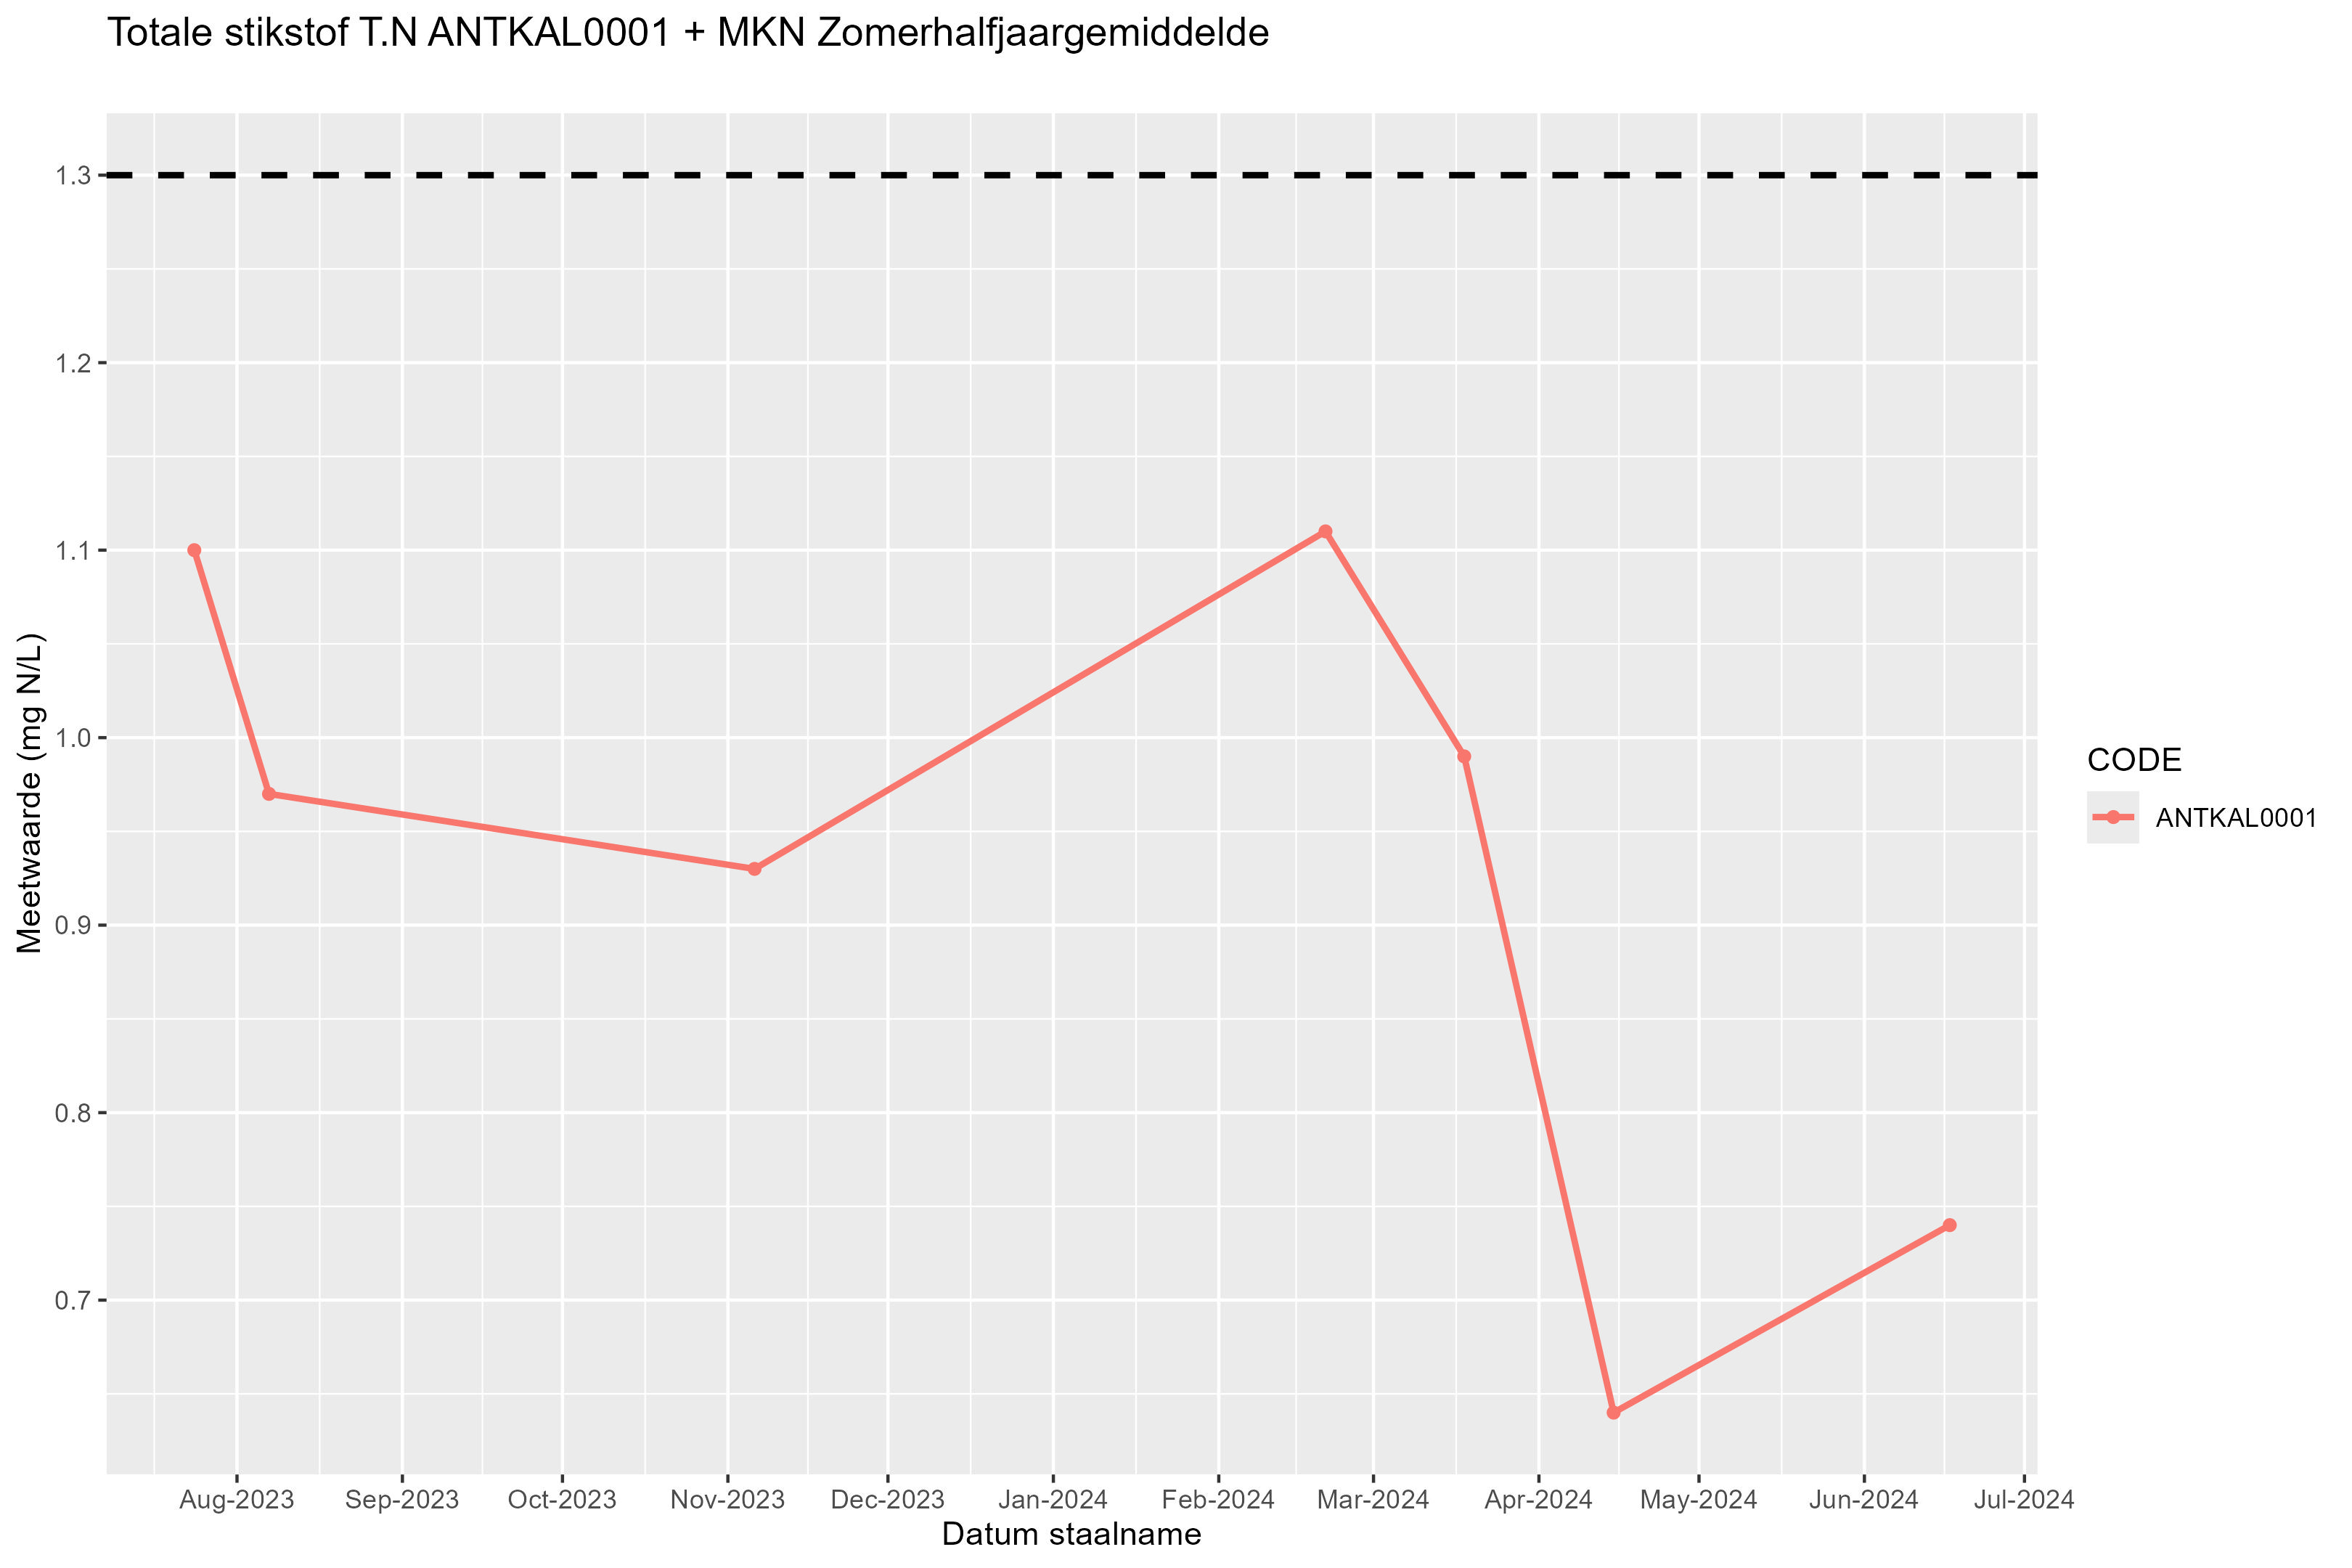 Totale stikstof T.N ANTKAL0001 + MKN Zomerhalfjaargemiddelde
1.3
1.2
1.1
1.0
0.9
0.8
0.7
Meetwaarde (mg N/L)
Aug-2023 Sep-2023 Oct-2023 Nov-2023 Dec-2023 Jan-2024 Feb-2024 Mar-2024 Apr-2024 May-2024 Jun-2024 Jul-2024
Datum staalname
CODE
ANTKAL0001